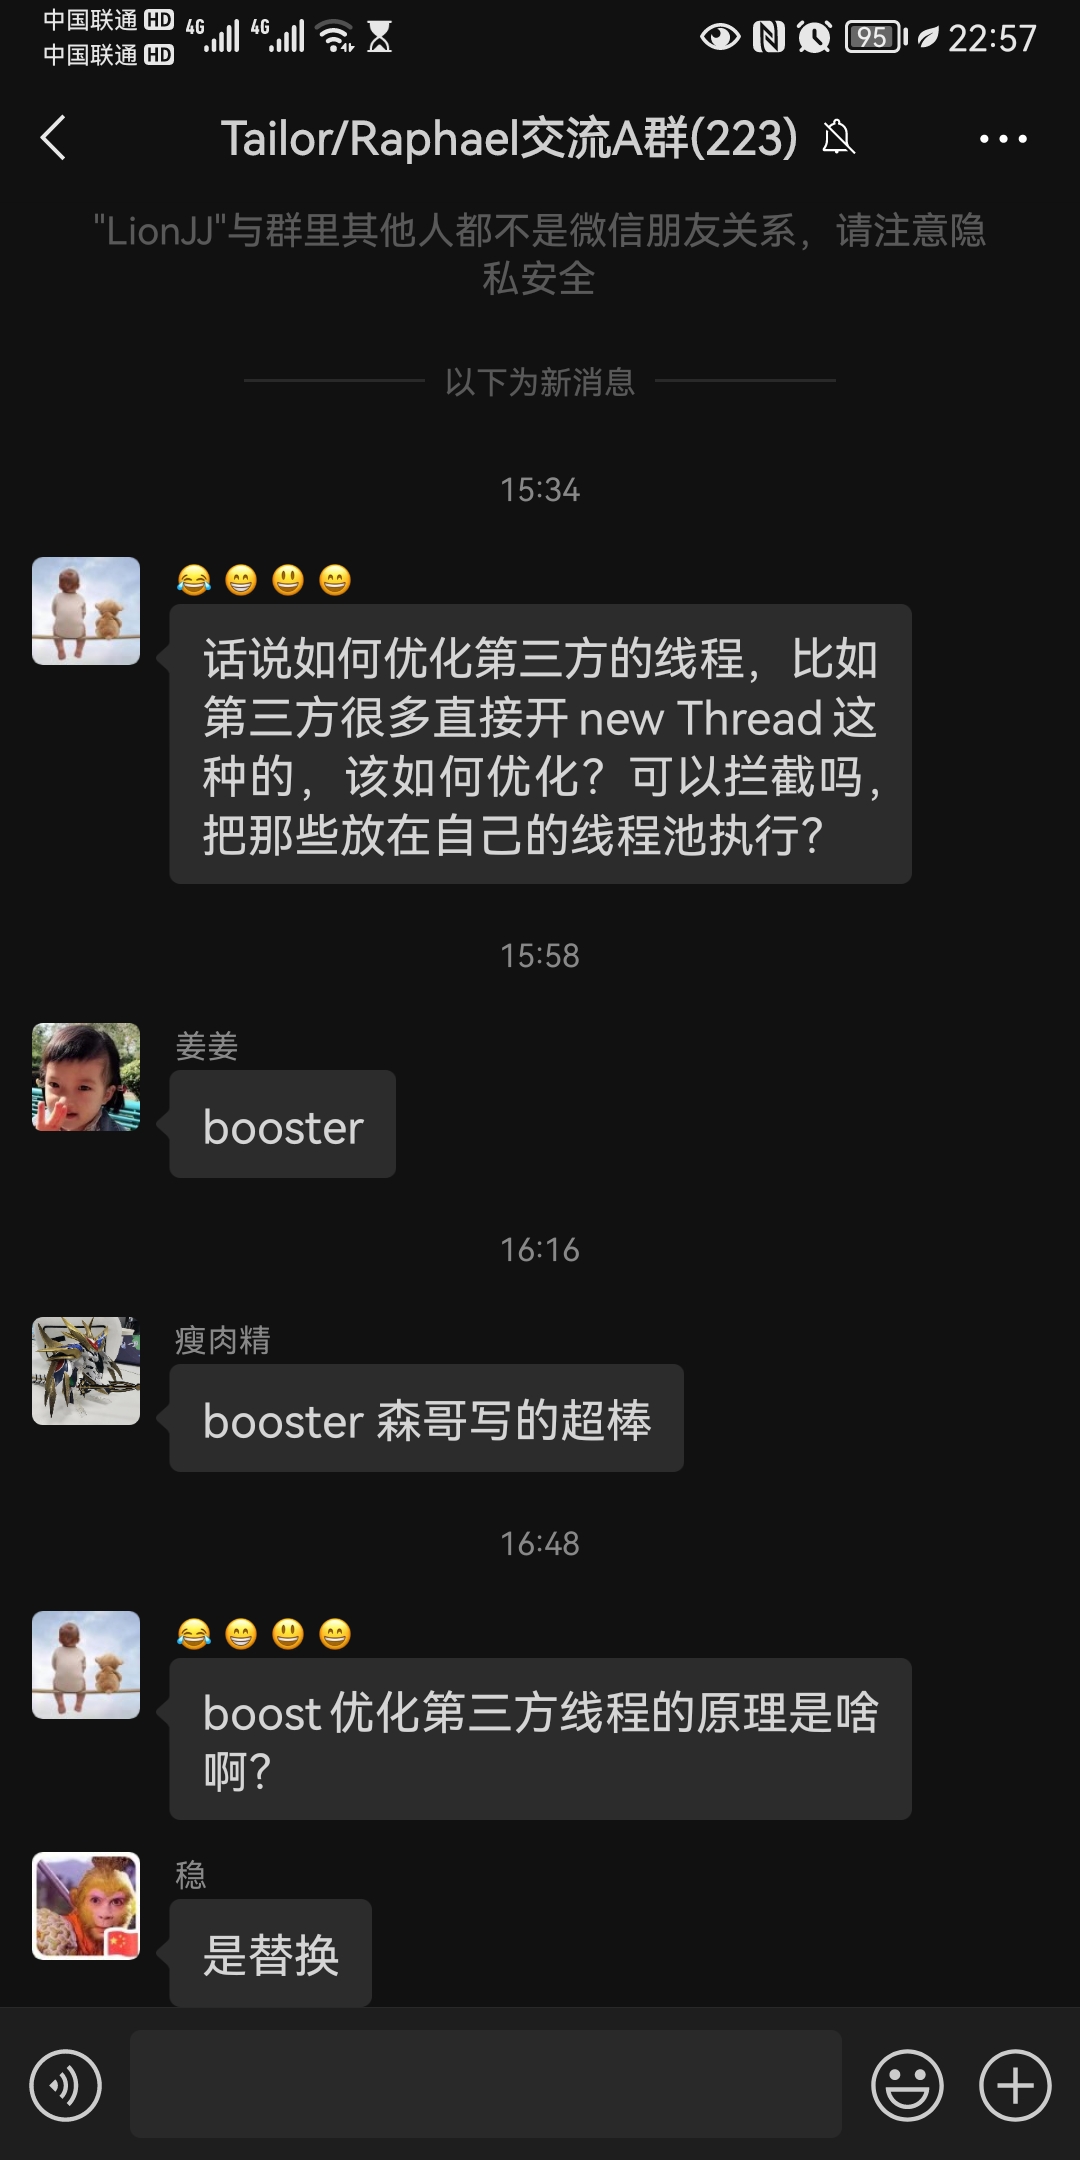 中国联通 HD 4G 4G 95 22:57
中国联通 HD
Tailor/Raphael交流A群(223)
"LionJJ"与群里其他人都不是微信朋友关系，请注意隐
私安全
以下为新消息
15:34
😂😁😃😄
话说如何优化第三方的线程，比如
第三方很多直接开 new Thread 这
种的，该如何优化？可以拦截吗，
把那些放在自己的线程池执行？
15:58
姜姜
booster
16:16
瘦肉精
booster 森哥写的超棒
16:48
😂😁😃😄
boost 优化第三方线程的原理是啥
啊？
稳
是替换